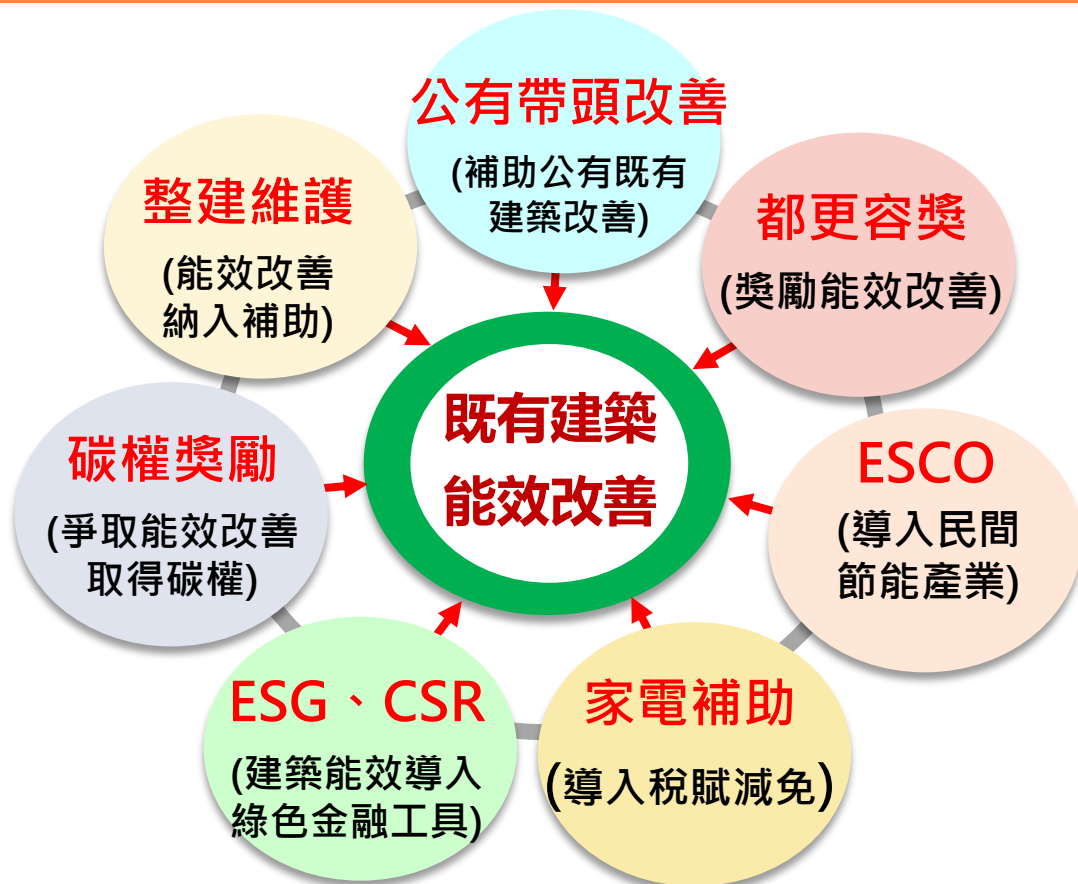 公有帶頭改善
(補助公有既有
建築改善)
都更容獎
(獎勵能效改善)
ESCO
(導入民間
節能產業)
家電補助
(導入稅賦減免)
ESG、CSR
(建築能效導入
綠色金融工具)
碳權獎勵
(爭取能效改善
取得碳權)
整建維護
(能效改善
納入補助)
既有建築
能效改善